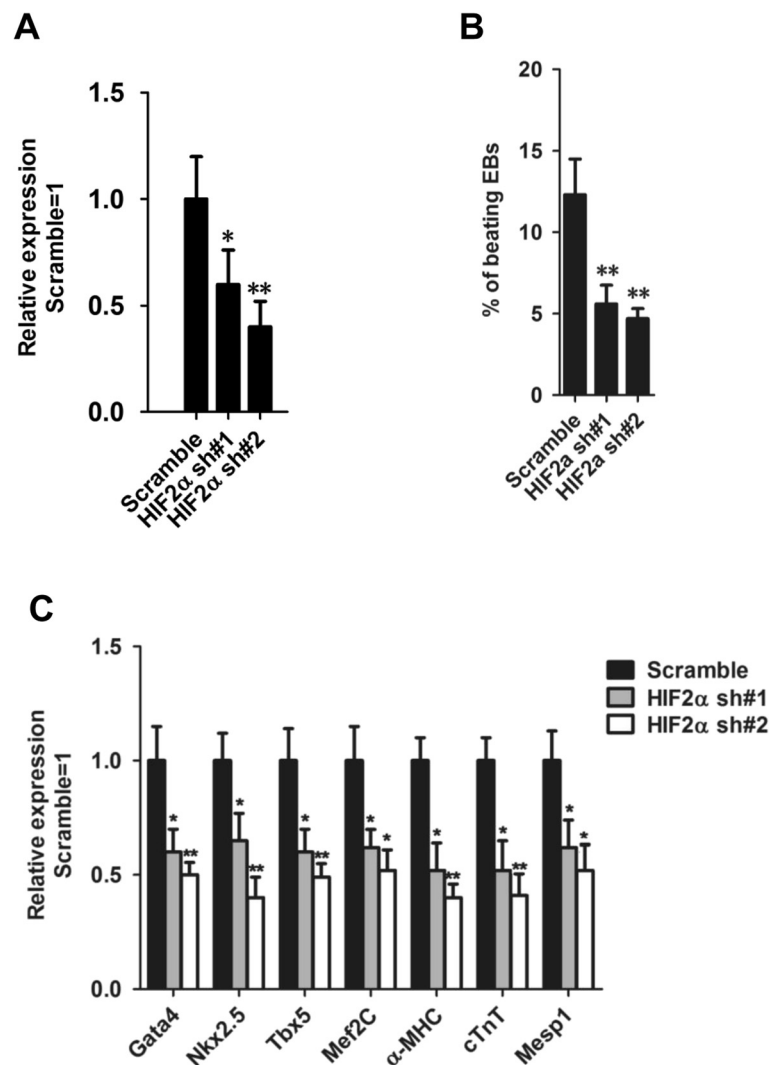 A
Relative expression
Scramble=1
1.5
1.0
0.5
0.0
*
**
Scramble
HIF2α sh#1
HIF2α sh#2
B
% of beating EBs
20
15
10
5
0
**
**
Scramble
HIF2a sh#1
HIF2a sh#2
C
Relative expression
Scramble=1
1.5
1.0
0.5
0.0
* ** * ** * ** * * * ** * ** * *
Gata4
Nkx2.5
Tbx5
Mef2C
α-MHC
cTnT
Mesp1
Scramble
HIF2α sh#1
HIF2α sh#2